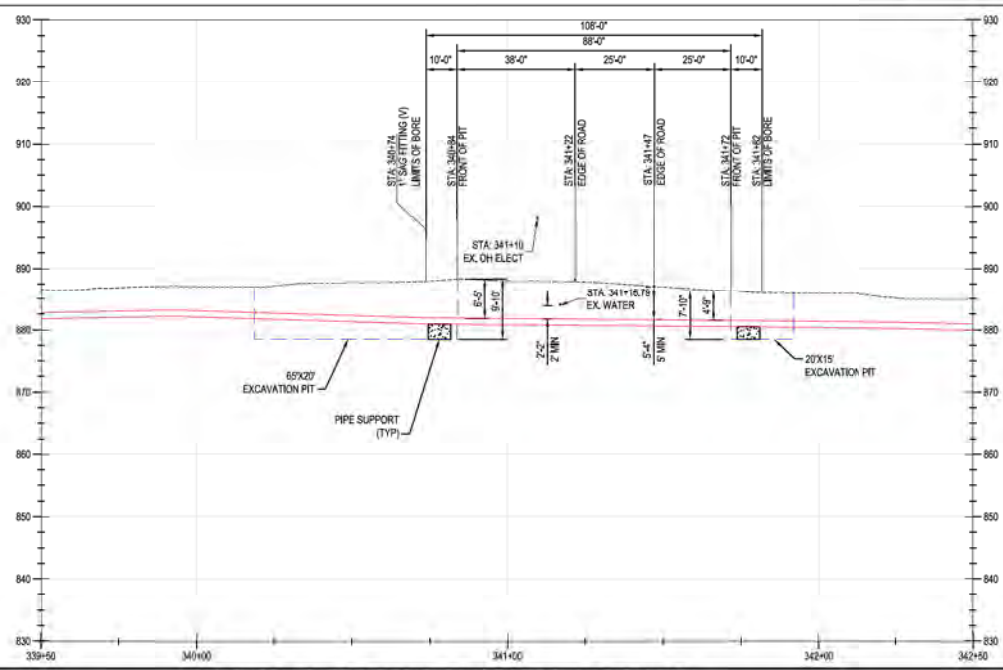 930
930
108'-0"
88'-0"
10'-0"
38'-0"
25'-0"
25'-0"
10'-0"
920
920
STA: 340+74
1° SAG FITTING (V)
LIMITS OF BORE
STA: 340+84
FRONT OF PIT
STA: 341+22
EDGE OF ROAD
STA: 341+47
EDGE OF ROAD
STA: 341+72
FRONT OF PIT
STA: 341+82
LIMITS OF BORE
910
910
900
900
STA: 341+10
EX. OH ELECT
890
890
STA. 341+16.79
EX. WATER
6'-5"
9'-10"
7'-10"
4'-9"
880
880
2'-2"
2' MIN
5'-4"
5' MIN
65'X20'
EXCAVATION PIT
20'X15'
EXCAVATION PIT
870
870
PIPE SUPPORT
(TYP)
860
860
850
850
840
840
830
830
339+50
340+00
341+00
342+00
342+50